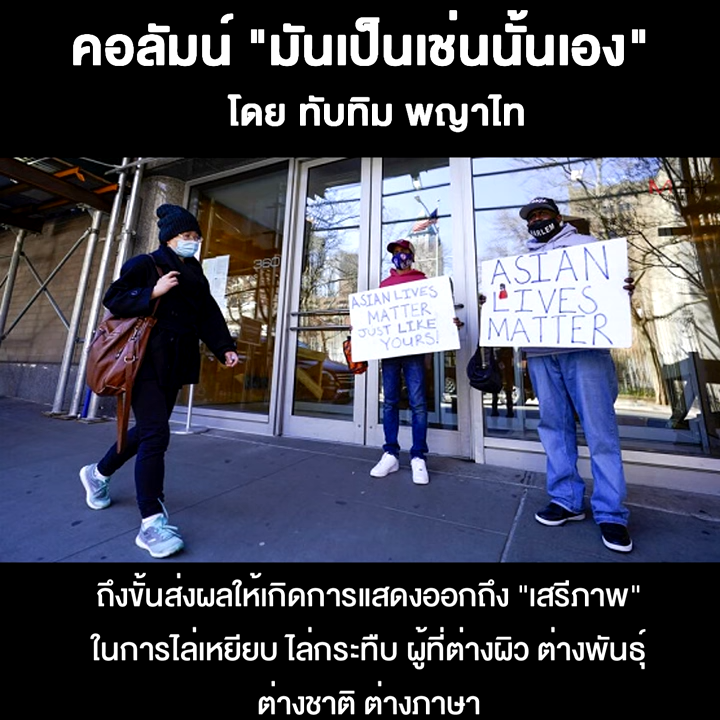 คอลัมน์ "มันเป็นเช่นนั้นเอง"
โดย ทับทิม พญาไท
360
HARLEM
ASIAN LIVES
MATTER
JUST LIKE
YOURS!
ASIAN
LIVES
MATTER
ถึงขั้นส่งผลให้เกิดการแสดงออกถึง "เสรีภาพ"
ในการไล่เหยียบ ไล่กระทืบ ผู้ที่ต่างผิว ต่างพันธุ์
ต่างชาติ ต่างภาษา